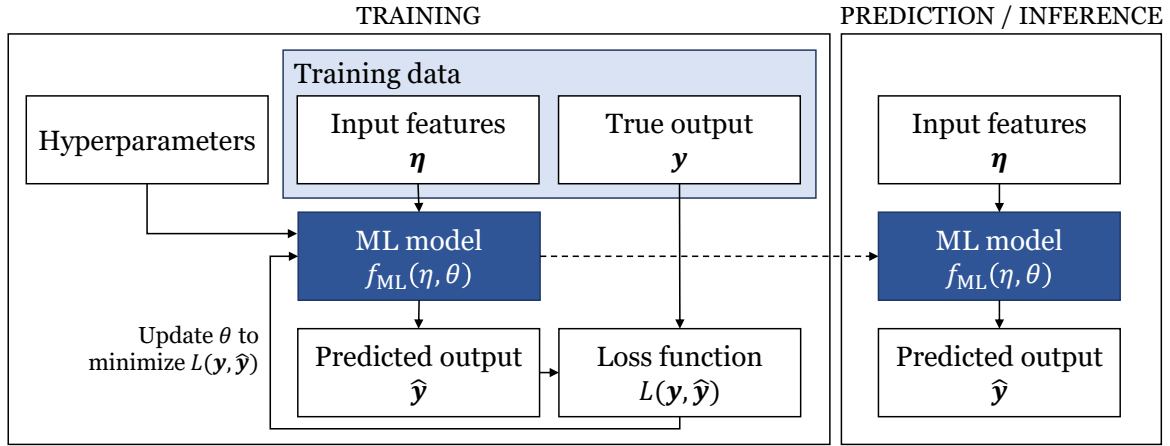 TRAINING
Training data
Hyperparameters
Input features
η
True output
y
ML model
f_ML(η, θ)
Update θ to
minimize L(y, ŷ)
Predicted output
ŷ
Loss function
L(y, ŷ)
PREDICTION / INFERENCE
Input features
η
ML model
f_ML(η, θ)
Predicted output
ŷ